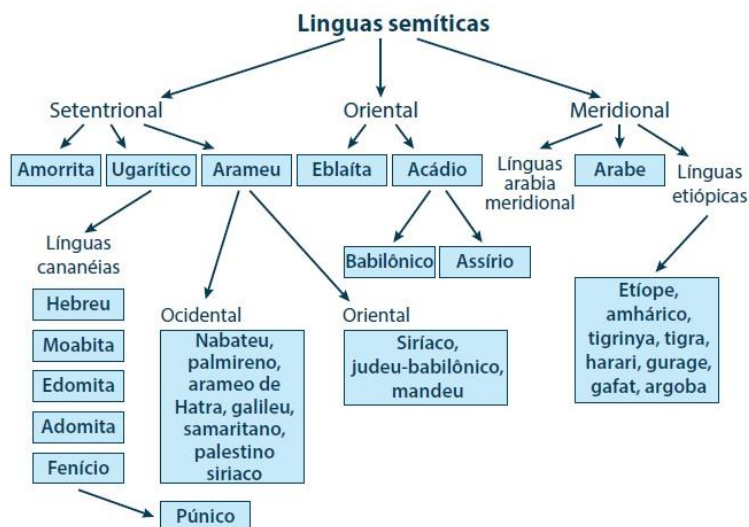 Linguas semíticas
Setentrional
Oriental
Meridional
Amorrita
Ugarítico
Arameu
Eblaíta
Acádio
Línguas
arabia
meridional
Arabe
Línguas
etiópicas
Línguas
cananéias
Babilônico
Assírio
Hebreu
Moabita
Edomita
Adomita
Fenício
Púnico
Ocidental
Nabateu,
palmireno,
arameo de
Hatra, galileu,
samaritano,
palestino
siriaco
Oriental
Siríaco,
judeu-babilônico,
mandeu
Etíope,
amhárico,
tigrinya, tigra,
harari, gurage,
gafat, argoba